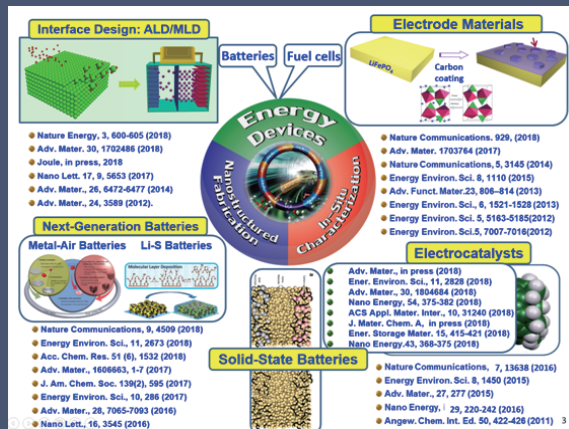 Interface Design: ALD/MLD
Nature Energy, 3, 600-605 (2018)
Adv. Mater. 30, 1702486 (2018)
Joule, in press, 2018
Nano Lett. 17, 9, 5653 (2017)
Adv. Mater., 26, 6472-6477 (2014)
Adv. Mater., 24, 3589 (2012).
Batteries
Fuel cells
Energy
Devices
Nanostructured
Fabrication
In-Situ
Characterization
Electrode Materials
LiFePO4
Carbon
coating
Nature Communications. 929, (2018)
Adv. Mater. 1703764 (2017)
Nature Communications, 5, 3145 (2014)
Energy Environ. Sci. 8, 1110 (2015)
Adv. Funct. Mater.23, 806–814 (2013)
Energy Environ. Sci., 6, 1521-1528 (2013)
Energy Environ. Sci. 5, 5163-5185(2012)
Energy Environ. Sci.5, 7007-7016(2012)
Next-Generation Batteries
Metal-Air Batteries
Li-S Batteries
Molecular Layer Deposition
Nature Communications, 9, 4509 (2018)
Energy Environ. Sci., 11, 2673 (2018)
Acc. Chem. Res. 51 (6), 1532 (2018)
Adv. Mater., 1606663, 1-7 (2017)
J. Am. Chem Soc. 139(2), 595 (2017)
Energy Environ. Sci., 10, 286 (2017)
Adv. Mater., 28, 7065-7093 (2016)
Nano Lett., 16, 3545 (2016)
Solid-State Batteries
Electrocatalysts
Adv. Mater., in press (2018)
Ener. Environ. Sci., 11, 2828 (2018)
Adv. Mater., 30, 1804684 (2018)
Nano Energy, 54, 375-382 (2018)
ACS Appl. Mater. Inter., 10, 31240 (2018)
J. Mater. Chem. A, in press (2018)
Ener. Storage Mater. 15, 415-421 (2018)
Nano Energy.43, 368-375 (2018)
Nature Communications, 7, 13638 (2016)
Energy Environ. Sci. 8, 1450 (2015)
Adv. Mater., 27, 277 (2015)
Nano Energy, 29, 220-242 (2016)
Angew. Chem. Int. Ed. 50, 422-426 (2011)
3